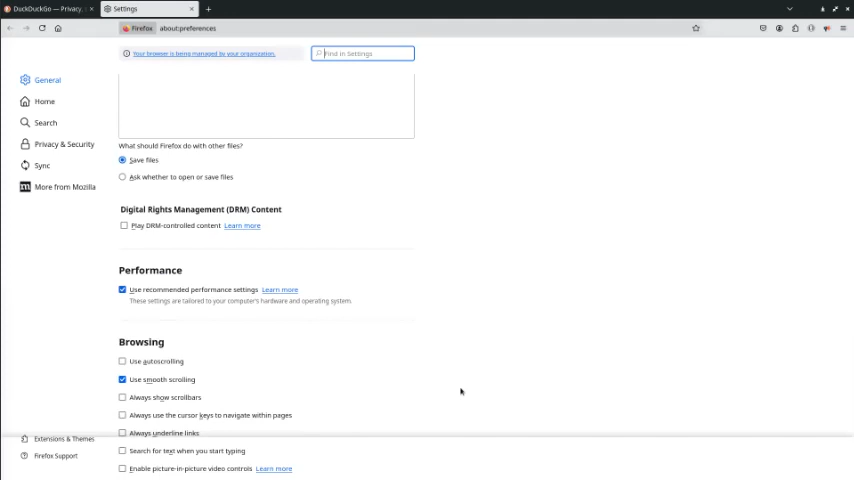 DuckDuckGo — Privacy.
Settings
Firefox
about:preferences
Your browser is being managed by your organization.
Find in Settings
General
Home
Search
Privacy & Security
Sync
More from Mozilla
What should Firefox do with other files?
Save files
Ask whether to open or save files
Digital Rights Management (DRM) Content
Play DRM-controlled content Learn more
Performance
Use recommended performance settings Learn more
These settings are tailored to your computer's hardware and operating system.
Browsing
Use autoscrolling
Use smooth scrolling
Always show scrollbars
Always use the cursor keys to navigate within pages
Always underline links
Extensions & Themes
Search for text when you start typing
Firefox Support
Enable picture-in-picture video controls Learn more